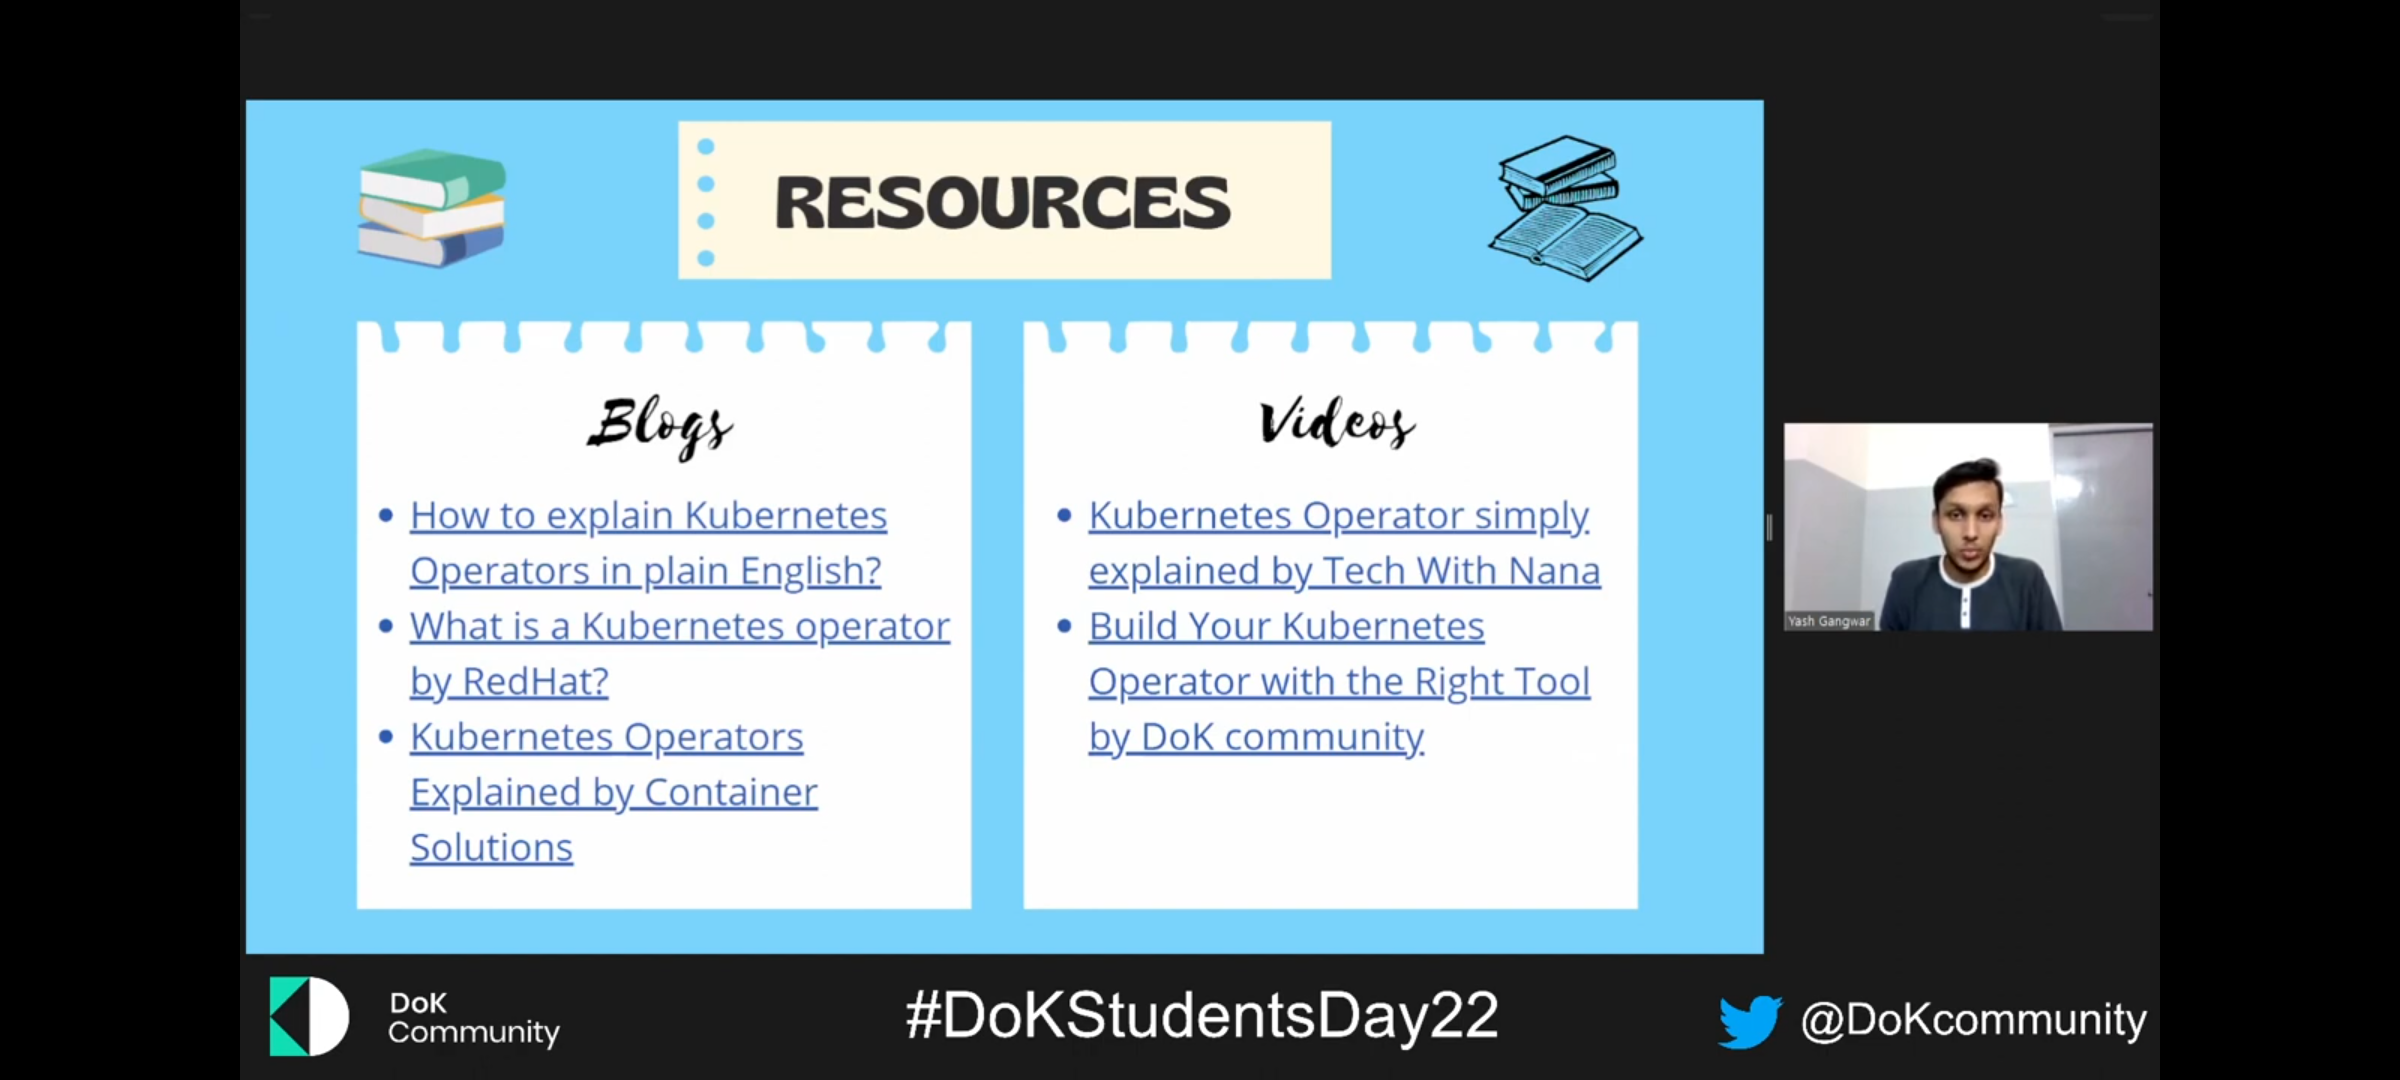 RESOURCES
Blogs
How to explain Kubernetes
Operators in plain English?
What is a Kubernetes operator
by RedHat?
Kubernetes Operators
Explained by Container
Solutions
Videos
Kubernetes Operator simply
explained by Tech With Nana
Build Your Kubernetes
Operator with the Right Tool
by DoK community
Yash Gangwar
DoK
Community
#DoKStudentsDay22
@DoKcommunity